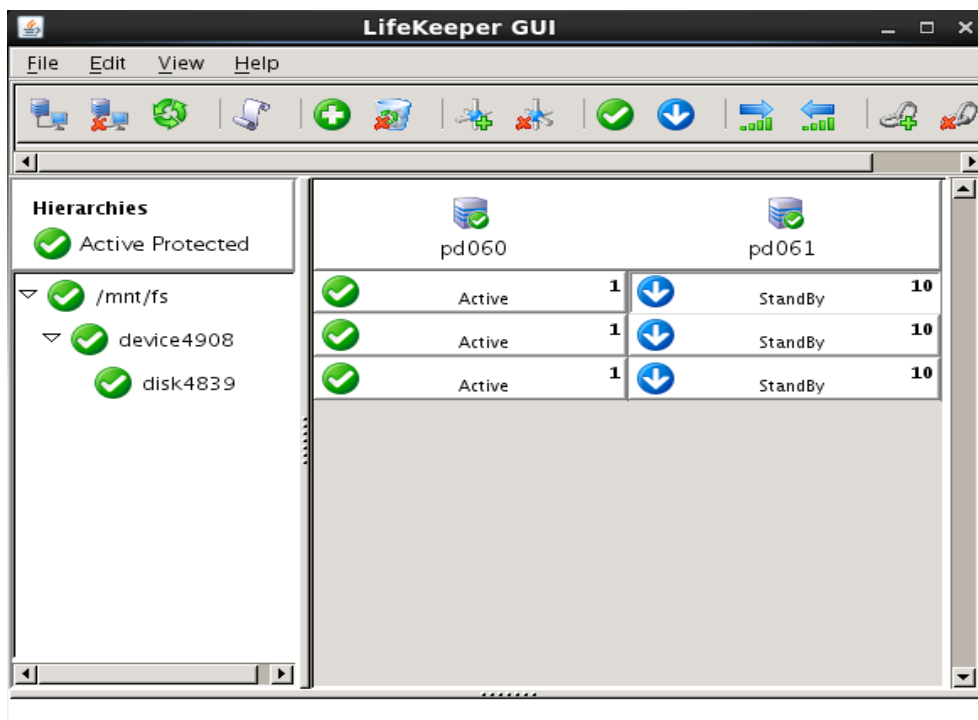 LifeKeeper GUI
File Edit View Help
Hierarchies
Active Protected
pd060 pd061
/mnt/fs Active 1 StandBy 10
device4908 Active 1 StandBy 10
disk4839 Active 1 StandBy 10